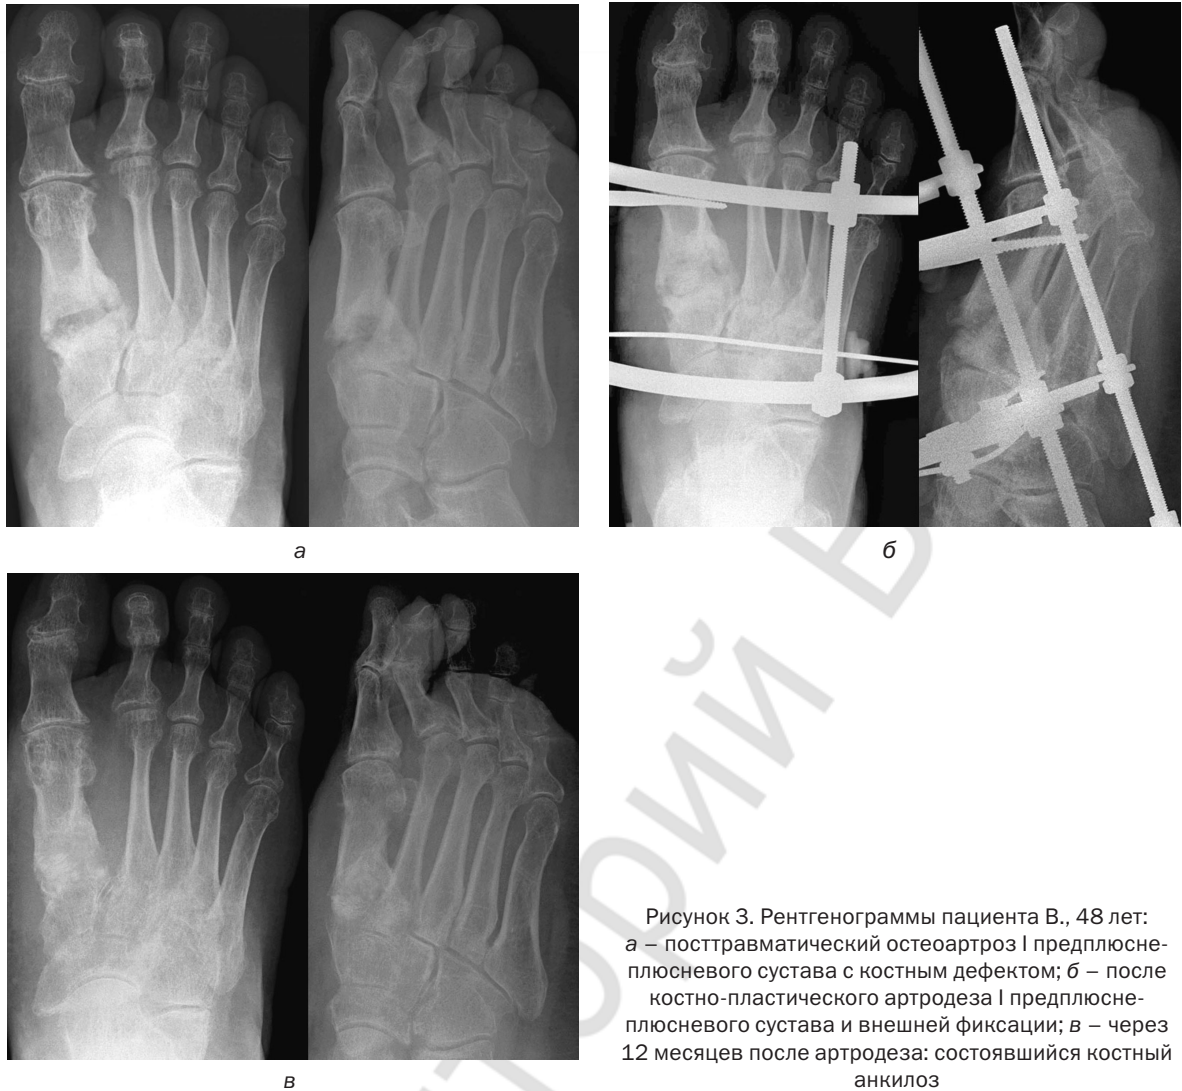 а
б
в
Рисунок 3. Рентгенограммы пациента В., 48 лет:
а – посттравматический остеоартроз I предплюсне-
плюсневого сустава с костным дефектом; б – после
костно-пластического артродеза I предплюсне-
плюсневого сустава и внешней фиксации; в – через
12 месяцев после артродеза: состоявшийся костный
анкилоз